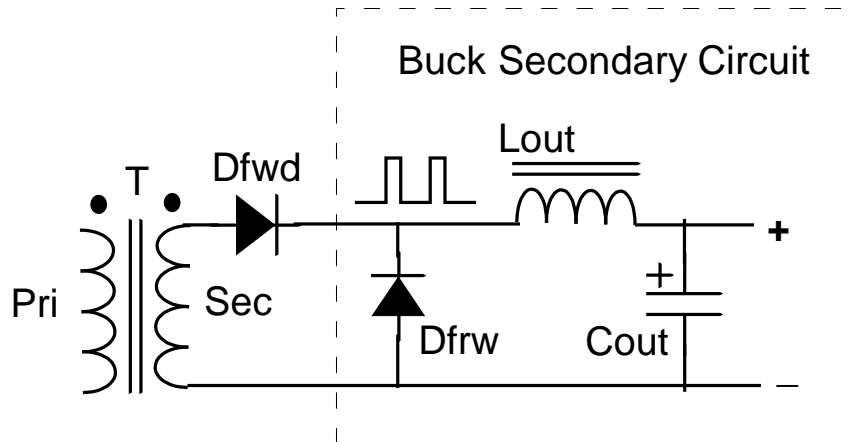 Buck Secondary Circuit
Lout
Dfwd
T
+
Pri
Sec
+
Dfrw
Cout
–